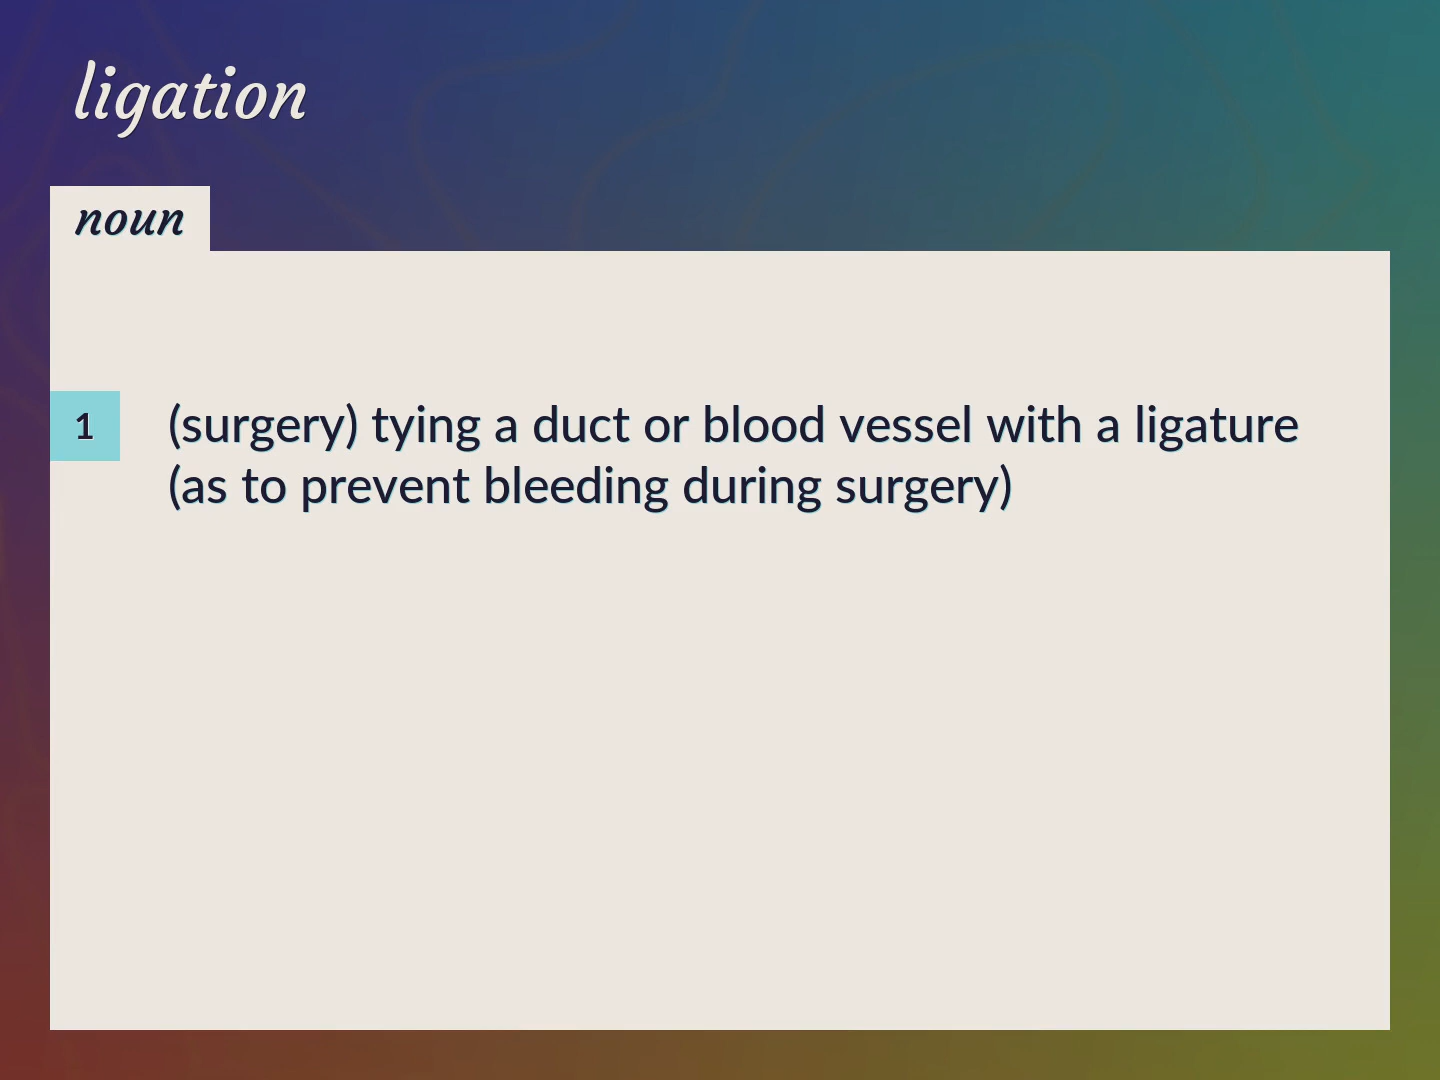 ligation
noun
1
(surgery) tying a duct or blood vessel with a ligature
(as to prevent bleeding during surgery)